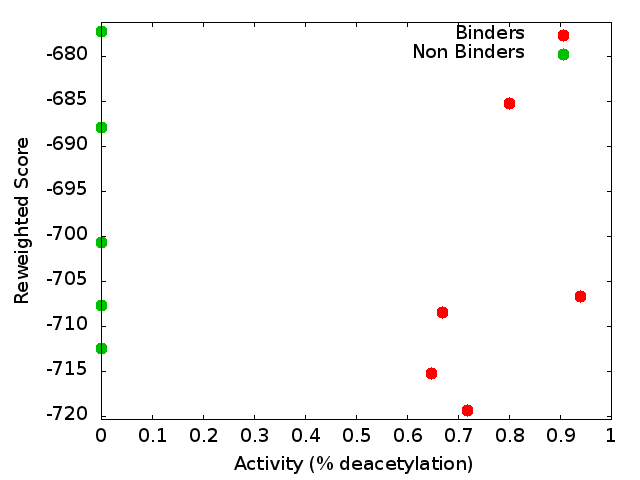 Binders
Non Binders
-680
-685
-690
-695
-700
-705
-710
-715
-720
Reweighted Score
0 0.1 0.2 0.3 0.4 0.5 0.6 0.7 0.8 0.9 1
Activity (% deacetylation)